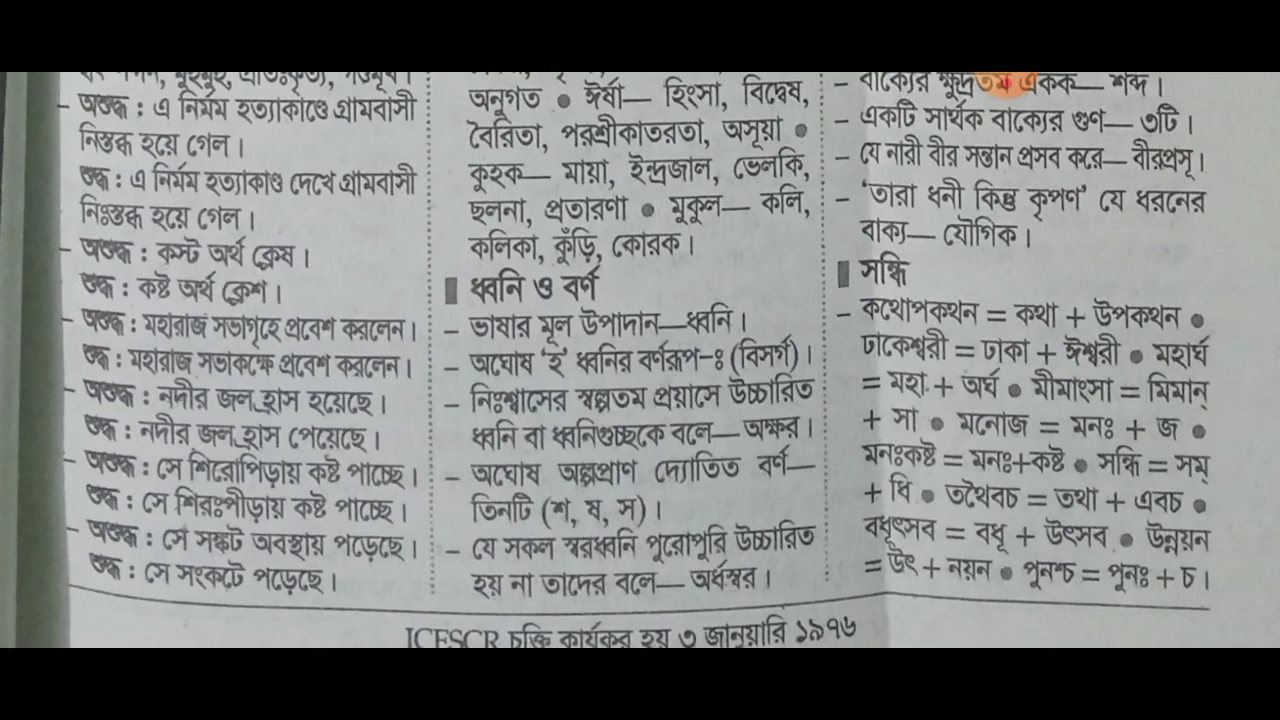 - অশুদ্ধ : এ নির্মম হত্যাকাণ্ডে গ্রামবাসী
নিস্তব্ধ হয়ে গেল।
শুদ্ধ : এ নির্মম হত্যাকাণ্ড দেখে গ্রামবাসী
নিঃস্তব্ধ হয়ে গেল।
- অশুদ্ধ : কস্ট অর্থ ক্লেষ।
শুদ্ধ : কষ্ট অর্থ ক্লেশ।
- অশুদ্ধ : মহারাজ সভাগৃহে প্রবেশ করলেন।
শুদ্ধ : মহারাজ সভাকক্ষে প্রবেশ করলেন।
- অশুদ্ধ : নদীর জল হ্রাস হয়েছে।
শুদ্ধ : নদীর জল হ্রাস পেয়েছে।
- অশুদ্ধ : সে শিরোপিড়ায় কষ্ট পাচ্ছে।
শুদ্ধ : সে শিরঃপীড়ায় কষ্ট পাচ্ছে।
- অশুদ্ধ : সে সঙ্কট অবস্থায় পড়েছে।
শুদ্ধ : সে সংকটে পড়েছে।
অনুগত • ঈর্ষা— হিংসা, বিদ্বেষ,
বৈরিতা, পরশ্রীকাতরতা, অসূয়া •
কুহক— মায়া, ইন্দ্রজাল, ভেলকি,
ছলনা, প্রতারণা • মুকুল— কলি,
কলিকা, কুঁড়ি, কোরক।
ধ্বনি ও বর্ণ
- ভাষার মূল উপাদান—ধ্বনি।
- অঘোষ ‘হ’ ধ্বনির বর্ণরূপ-ঃ (বিসর্গ)।
- নিঃশ্বাসের স্বল্পতম প্রয়াসে উচ্চারিত
ধ্বনি বা ধ্বনিগুচ্ছকে বলে— অক্ষর।
- অঘোষ অল্পপ্রাণ দ্যোতিত বর্ণ—
তিনটি (শ, ষ, স)।
- যে সকল স্বরধ্বনি পুরোপুরি উচ্চারিত
হয় না তাদের বলে— অর্ধস্বর।
- বাক্যের ক্ষুদ্রতম একক— শব্দ।
- একটি সার্থক বাক্যের গুণ— ৩টি।
- যে নারী বীর সন্তান প্রসব করে— বীরপ্রসূ।
- ‘তারা ধনী কিন্তু কৃপণ’ যে ধরনের
বাক্য— যৌগিক।
সন্ধি
- কথোপকথন = কথা + উপকথন •
ঢাকেশ্বরী = ঢাকা + ঈশ্বরী • মহার্ঘ
= মহা + অর্ঘ • মীমাংসা = মিমান্
+ সা • মনোজ = মনঃ + জ •
মনঃকষ্ট = মনঃ+কষ্ট • সন্ধি = সম্
+ ধি • তথৈবচ = তথা + এবচ •
বধূৎসব = বধূ + উৎসব • উন্নয়ন
= উৎ + নয়ন • পুনশ্চ = পুনঃ + চ।
ICESCR চুক্তি কার্যকর হয় ৩ জানুয়ারি ১৯৭৬